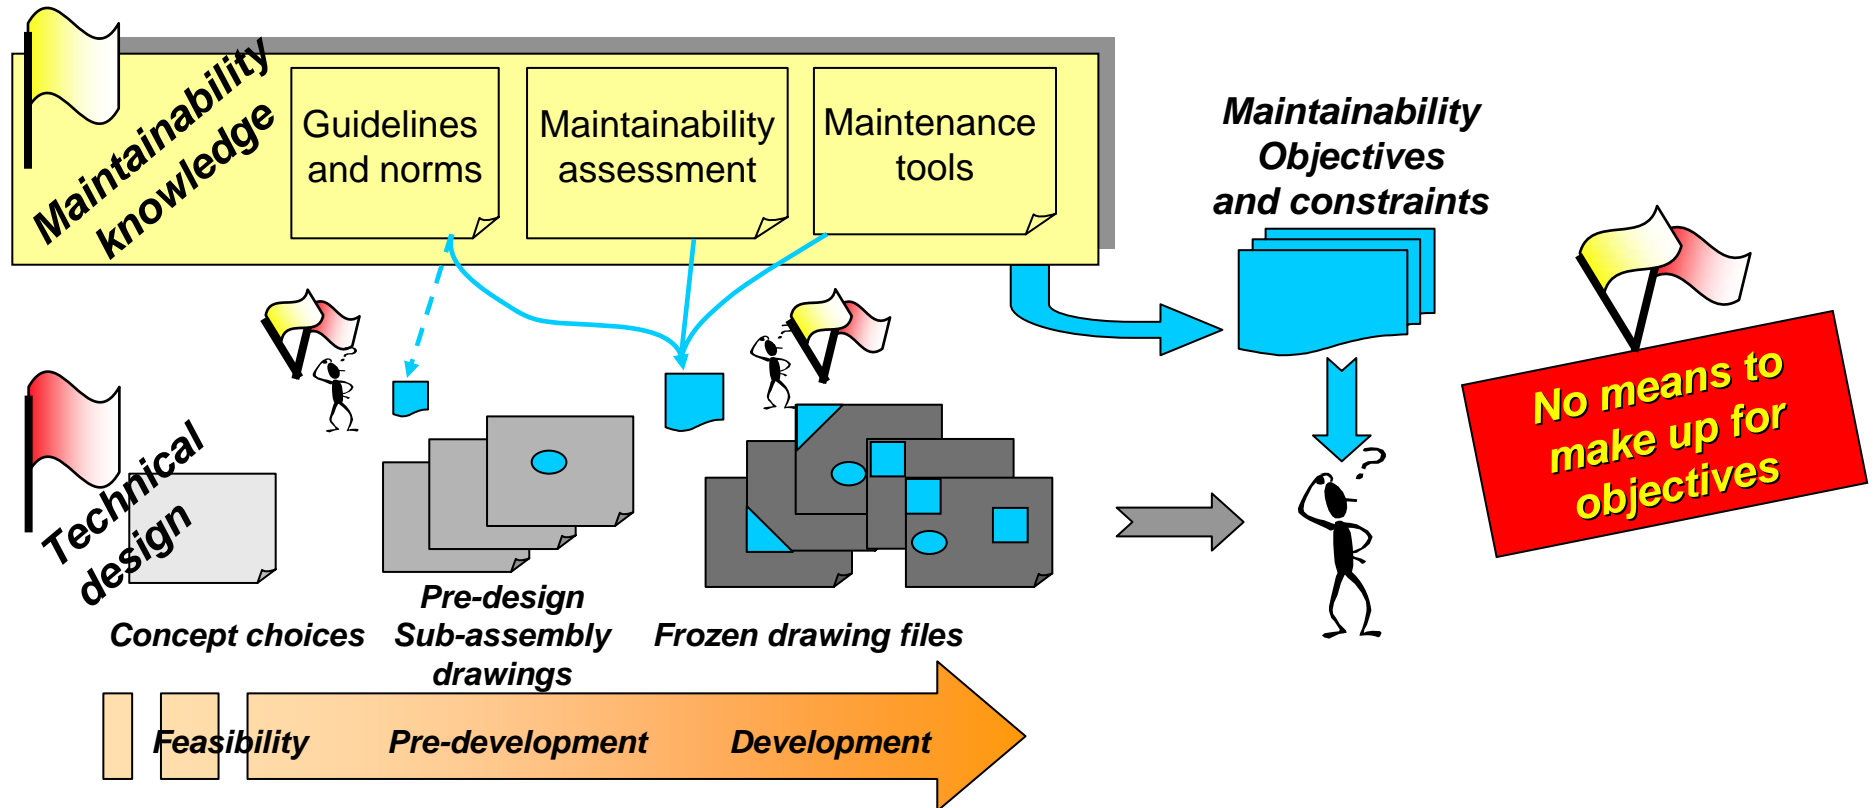 Maintainability
knowledge
Guidelines
and norms
Maintainability
assessment
Maintenance
tools
Maintainability
Objectives
and constraints
No means to
make up for
objectives
Technical
design
Concept choices
Pre-design
Sub-assembly
drawings
Frozen drawing files
Feasibility
Pre-development
Development